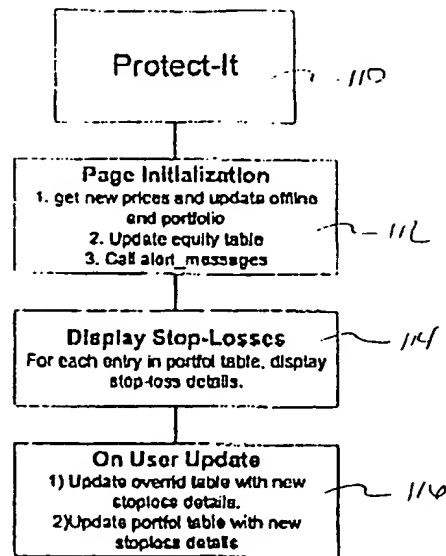 Protect-It
110
Page Initialization
1. get new prices and update offline
and portfolio
2. Update equity table
3. Call alert_messages
112
Display Stop-Losses
For each entry in portfol table, display
stop-loss details.
114
On User Update
1) Update overrid table with new
stoploss details.
2)Update portfol table with new
stoploss details
116